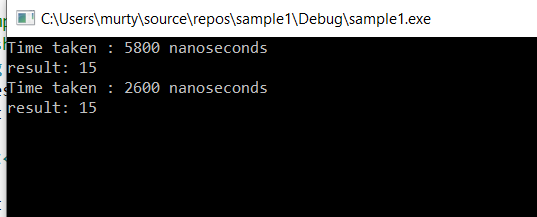 C:\Users\murty\source\repos\sample1\Debug\sample1.exe
Time taken : 5800 nanoseconds
result: 15
Time taken : 2600 nanoseconds
result: 15